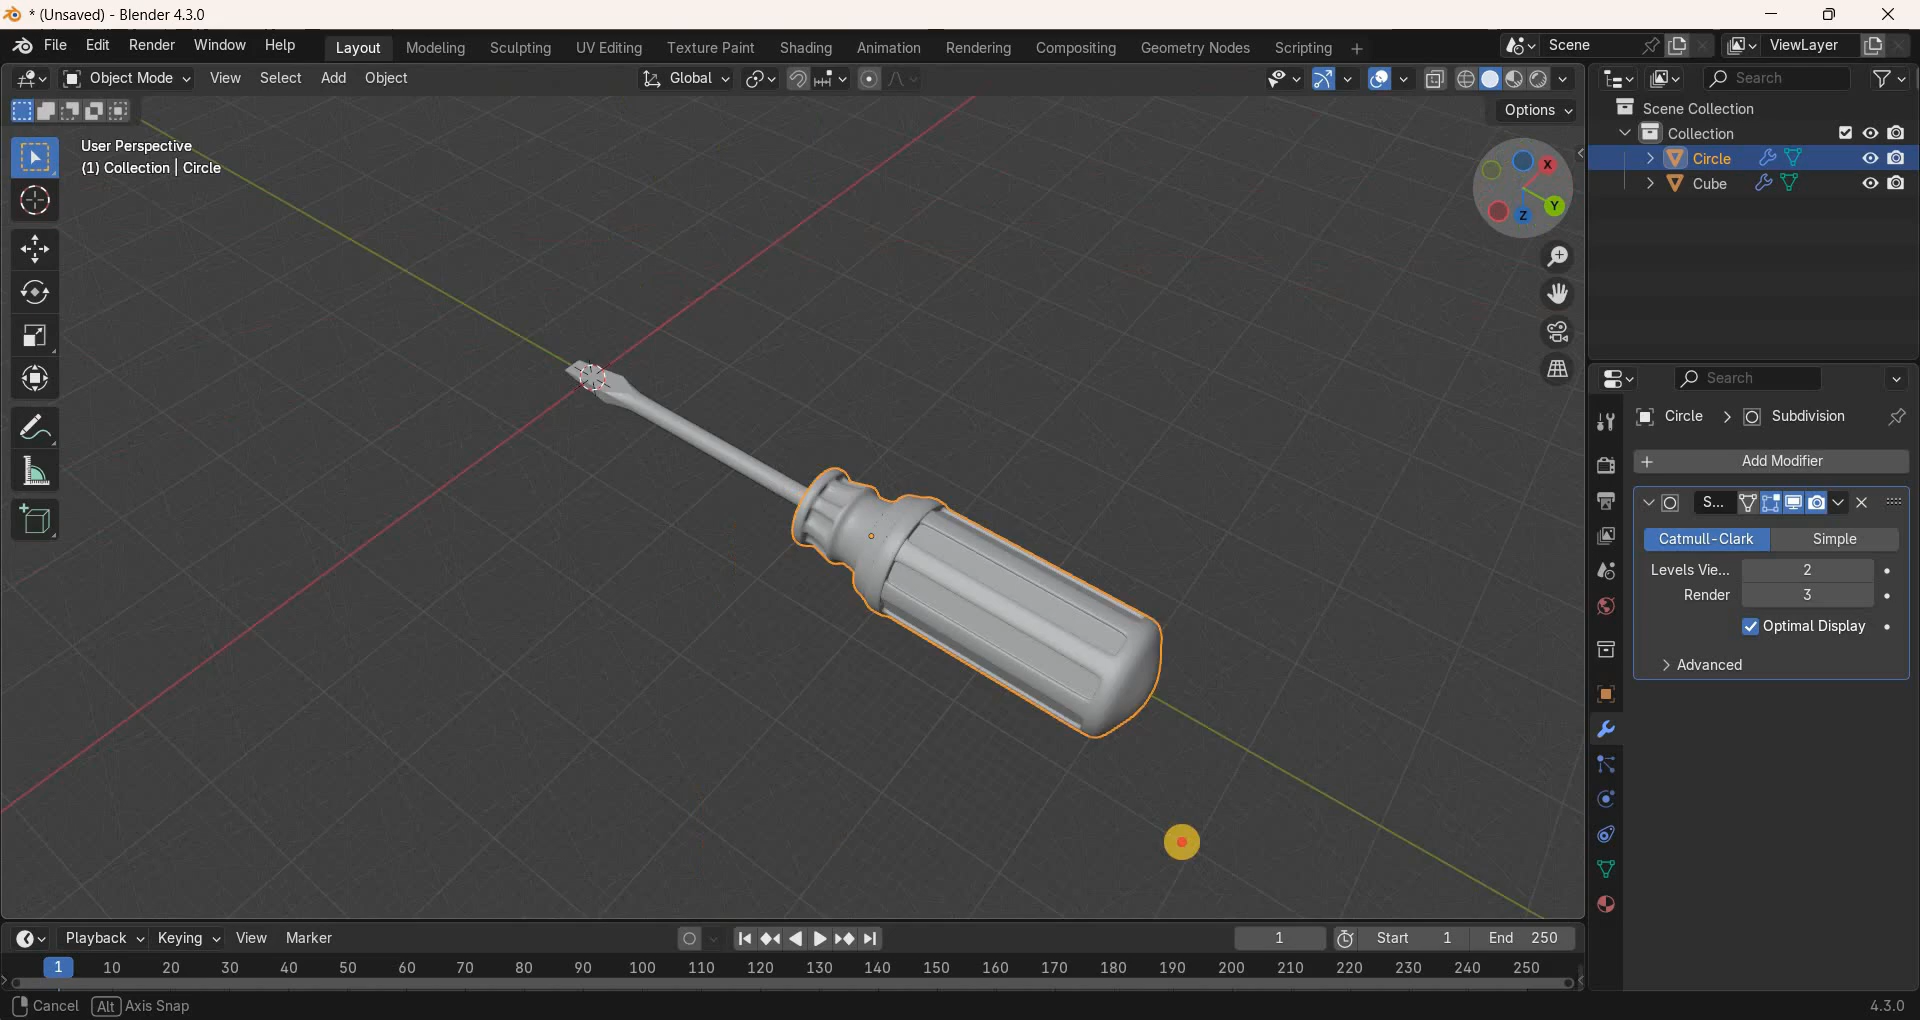 * (Unsaved) - Blender 4.3.0
File Edit Render Window Help Layout Modeling Sculpting UV Editing Texture Paint Shading Animation Rendering Compositing Geometry Nodes Scripting + Scene ViewLayer
Object Mode View Select Add Object Global Search
Options
User Perspective
(1) Collection | Circle
X
Y
Z
Scene Collection
Collection
Circle
Cube
Search
Circle > Subdivision
+ Add Modifier
S...
Catmull-Clark Simple
Levels Vie... 2
Render 3
Optimal Display
Advanced
Playback Keying View Marker 1 Start 1 End 250
1 10 20 30 40 50 60 70 80 90 100 110 120 130 140 150 160 170 180 190 200 210 220 230 240 250
Cancel Alt Axis Snap 4.3.0